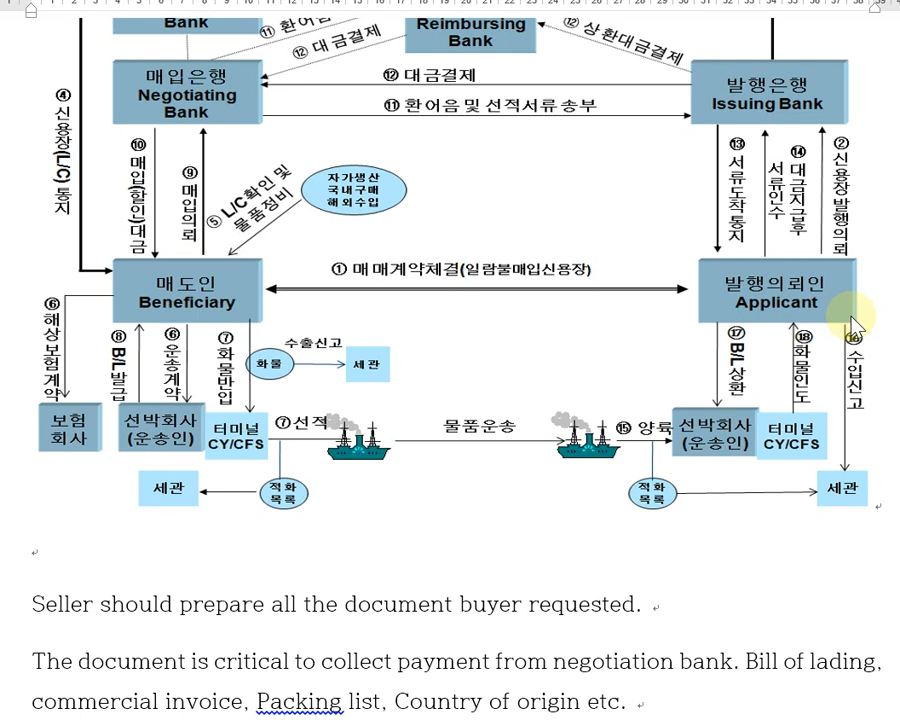 Bank
⑪ 환어음
Reimbursing
Bank
⑫ 상환대금결제
⑫ 대금결제
매입은행
Negotiating
Bank
⑫ 대금결제
⑪ 환어음 및 선적서류 송부
발행은행
Issuing Bank
④ 신용장(L/C) 통지
⑩ 매입(할인)대금
⑨ 매입의뢰
⑤ L/C확인 및
물품정비
자가생산
국내구매
해외수입
⑬ 서류도착통지
⑭ 대금지급후
서류인수
② 신용장발행의뢰
매도인
Beneficiary
① 매매계약체결(일람불매입신용장)
발행의뢰인
Applicant
⑥ 해상보험계약
⑧ B/L발급
⑥ 운송계약
⑦ 화물반입
수출신고
화물
세관
⑰ B/L상환
⑱ 화물인도
⑯ 수입신고
보험
회사
선박회사
(운송인)
터미널
CY/CFS
⑦선적
물품운송
⑮ 양륙
선박회사
(운송인)
터미널
CY/CFS
세관
적화
목록
적화
목록
세관
Seller should prepare all the document buyer requested.
The document is critical to collect payment from negotiation bank. Bill of lading,
commercial invoice, Packing list, Country of origin etc.